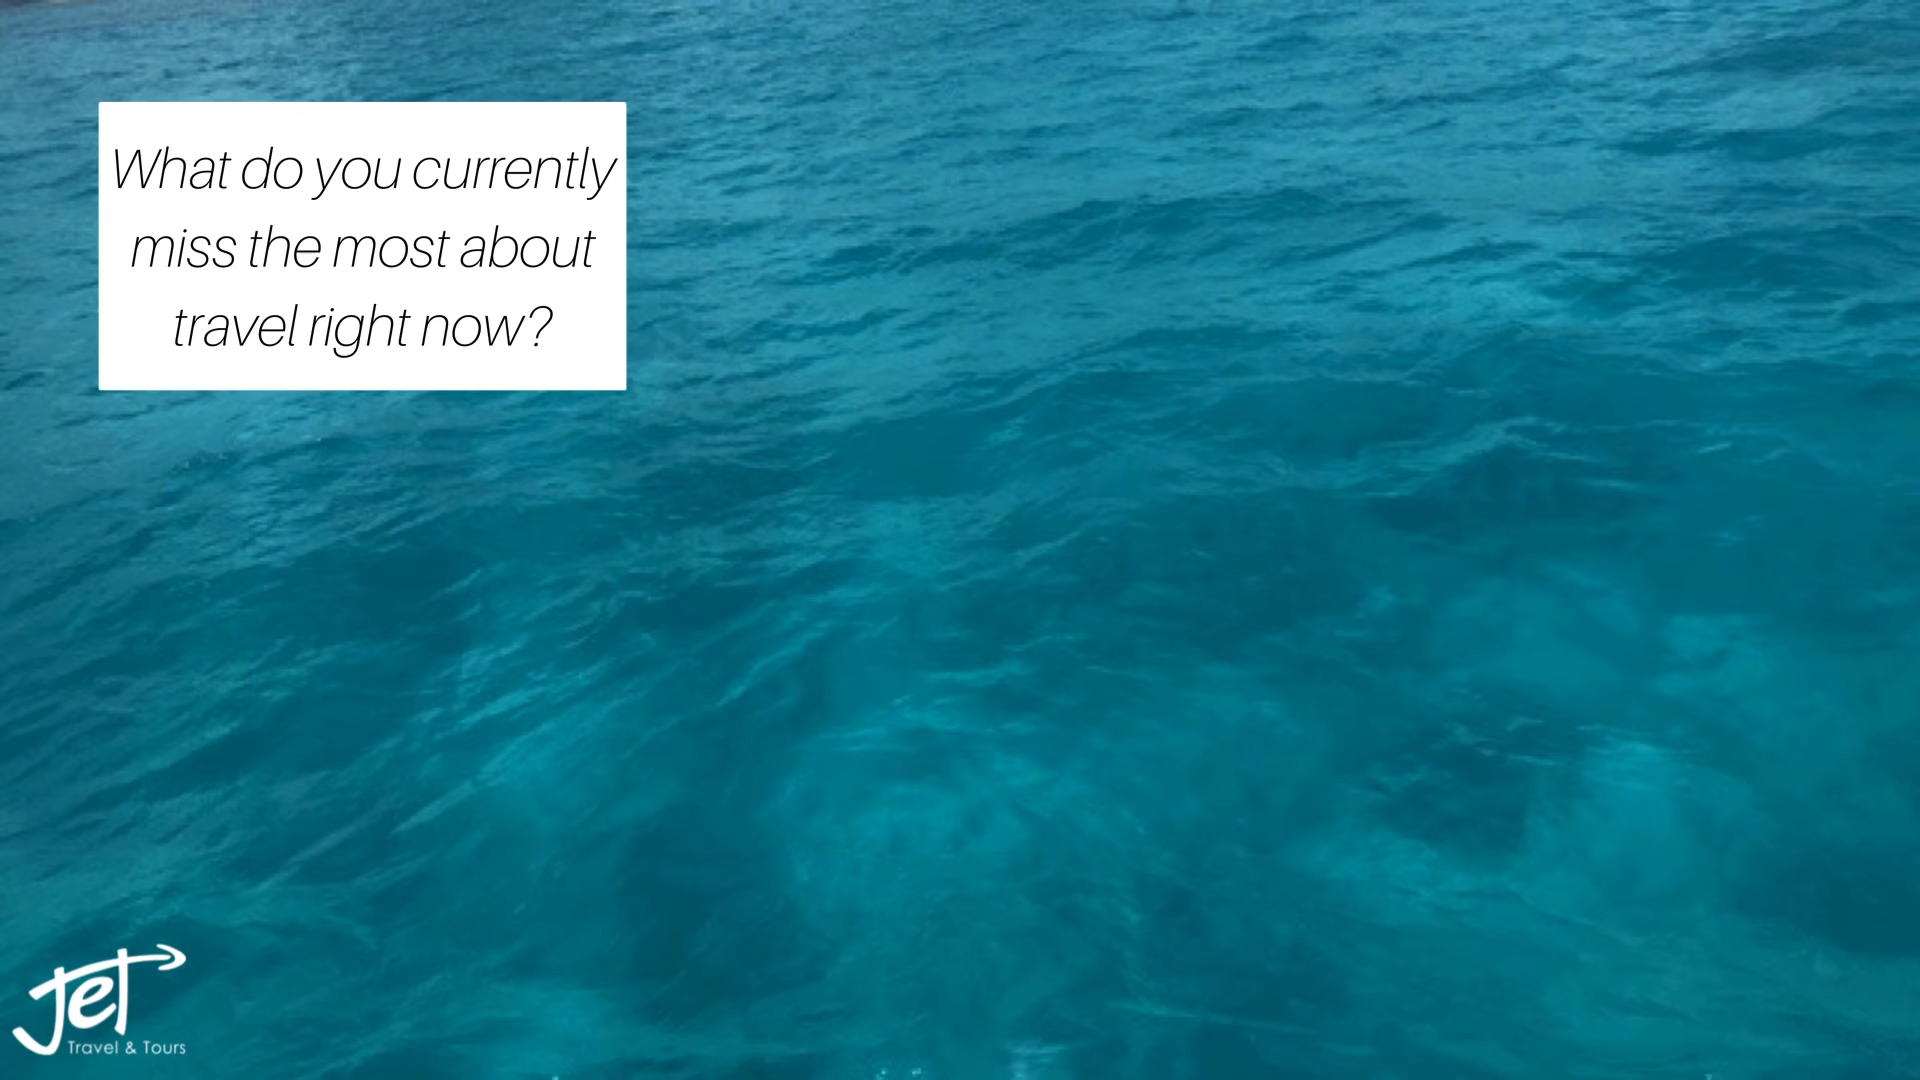 What do you currently
miss the most about
travel right now?
Jet
Travel & Tours